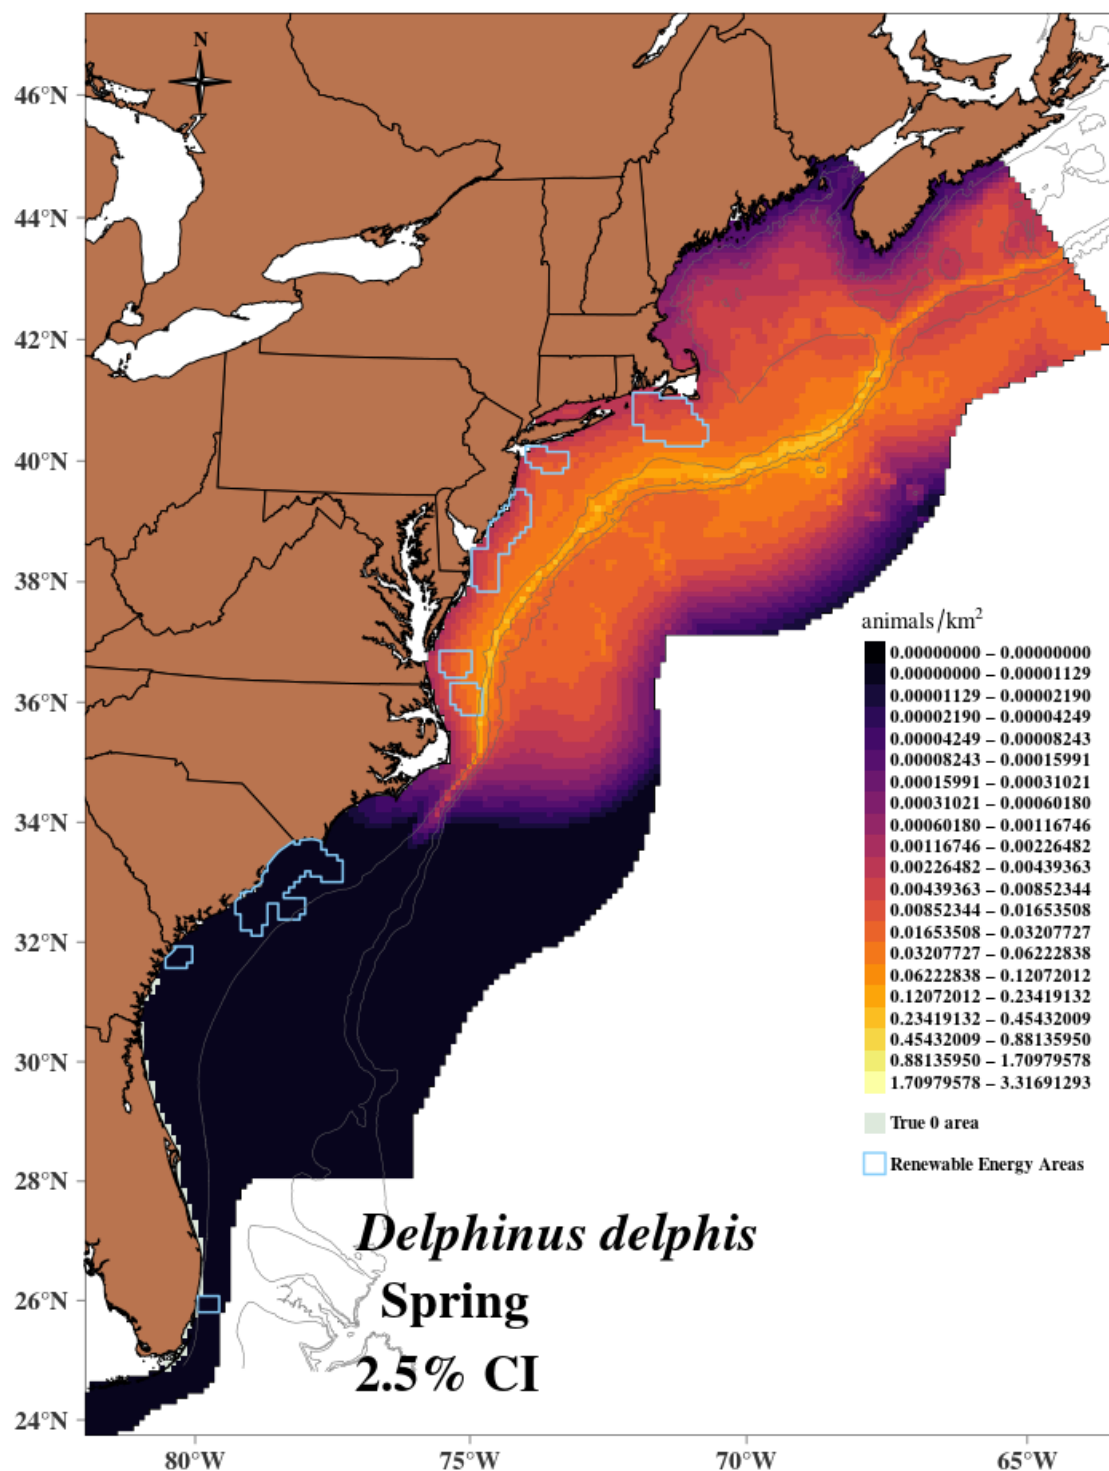 N
46°N
44°N
42°N
40°N
38°N
36°N
34°N
32°N
30°N
28°N
26°N
24°N
80°W
75°W
70°W
65°W
animals/km²
0.00000000 – 0.00000000
0.00000000 – 0.00001129
0.00001129 – 0.00002190
0.00002190 – 0.00004249
0.00004249 – 0.00008243
0.00008243 – 0.00015991
0.00015991 – 0.00031021
0.00031021 – 0.00060180
0.00060180 – 0.00116746
0.00116746 – 0.00226482
0.00226482 – 0.00439363
0.00439363 – 0.00852344
0.00852344 – 0.01653508
0.01653508 – 0.03207727
0.03207727 – 0.06222838
0.06222838 – 0.12072012
0.12072012 – 0.23419132
0.23419132 – 0.45432009
0.45432009 – 0.88135950
0.88135950 – 1.70979578
1.70979578 – 3.31691293
True 0 area
Renewable Energy Areas
Delphinus delphis
Spring
2.5% CI